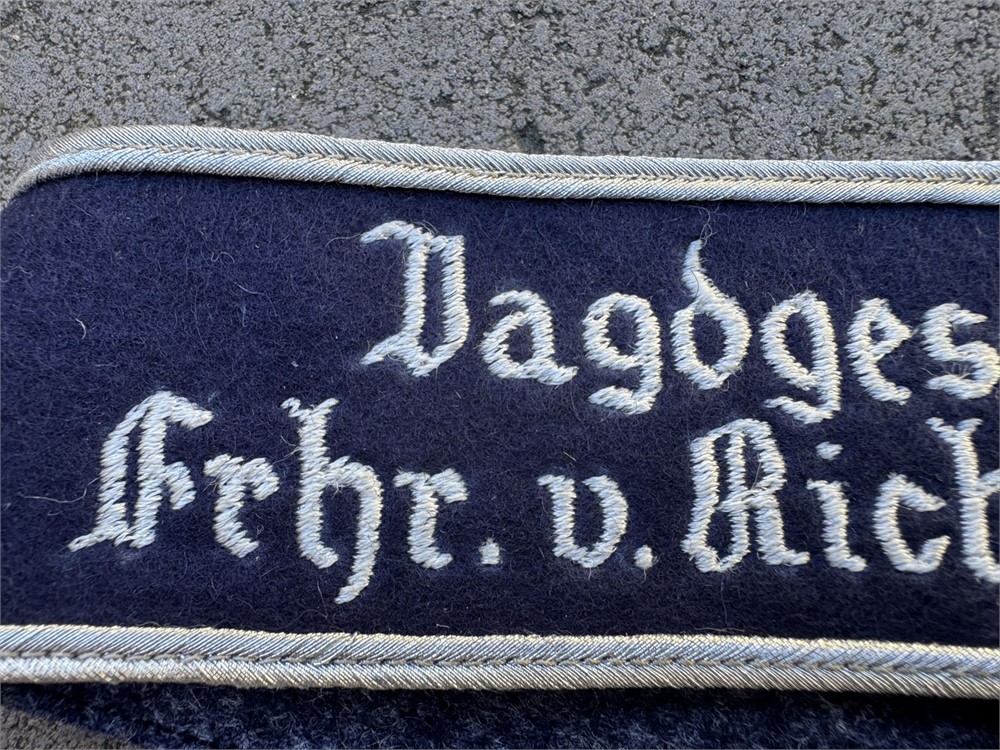 Jagdges
Frhr. v. Rich